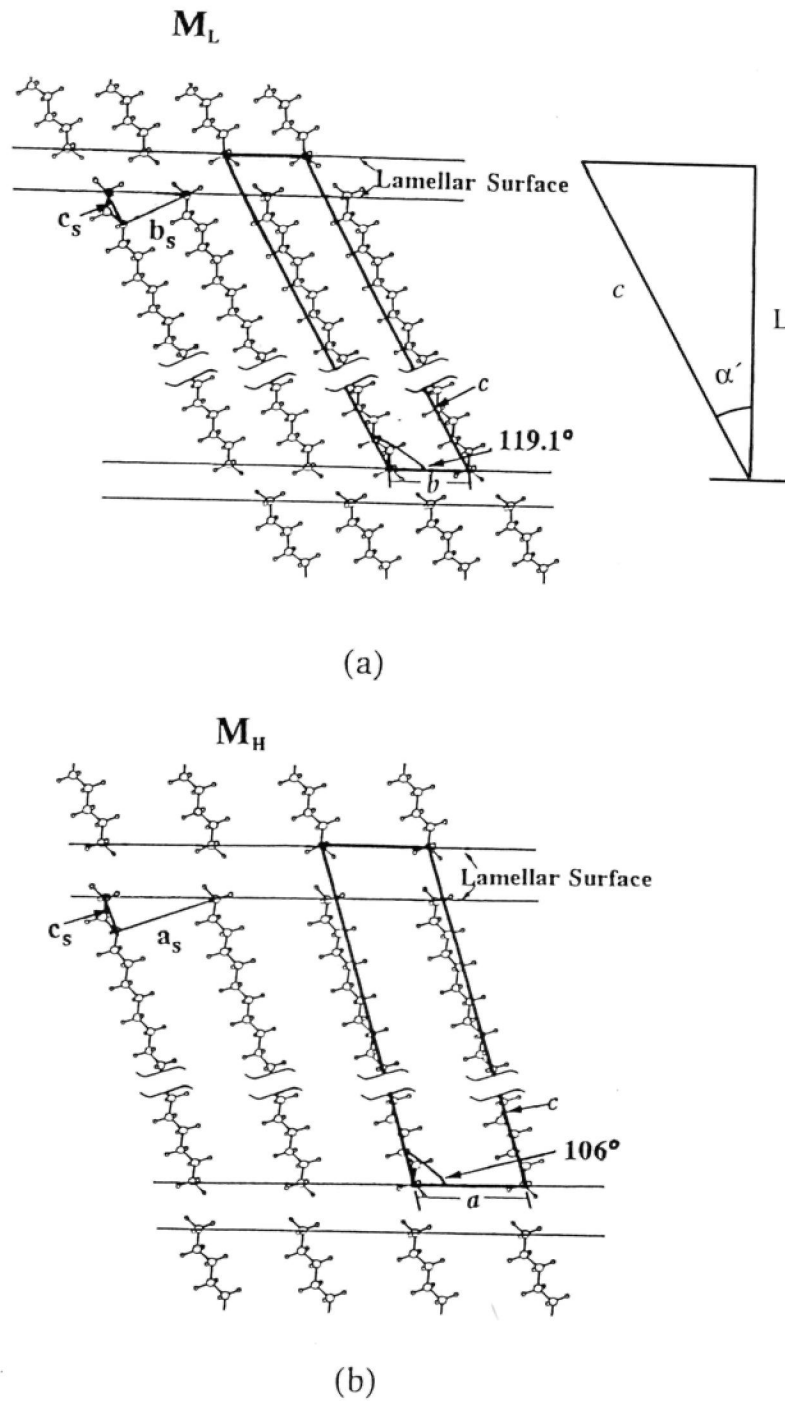 M_L
Lamellar Surface
c_s
b_s
c
L
α′
c
119.1°
b
(a)
M_H
Lamellar Surface
c_s
a_s
c
106°
a
(b)